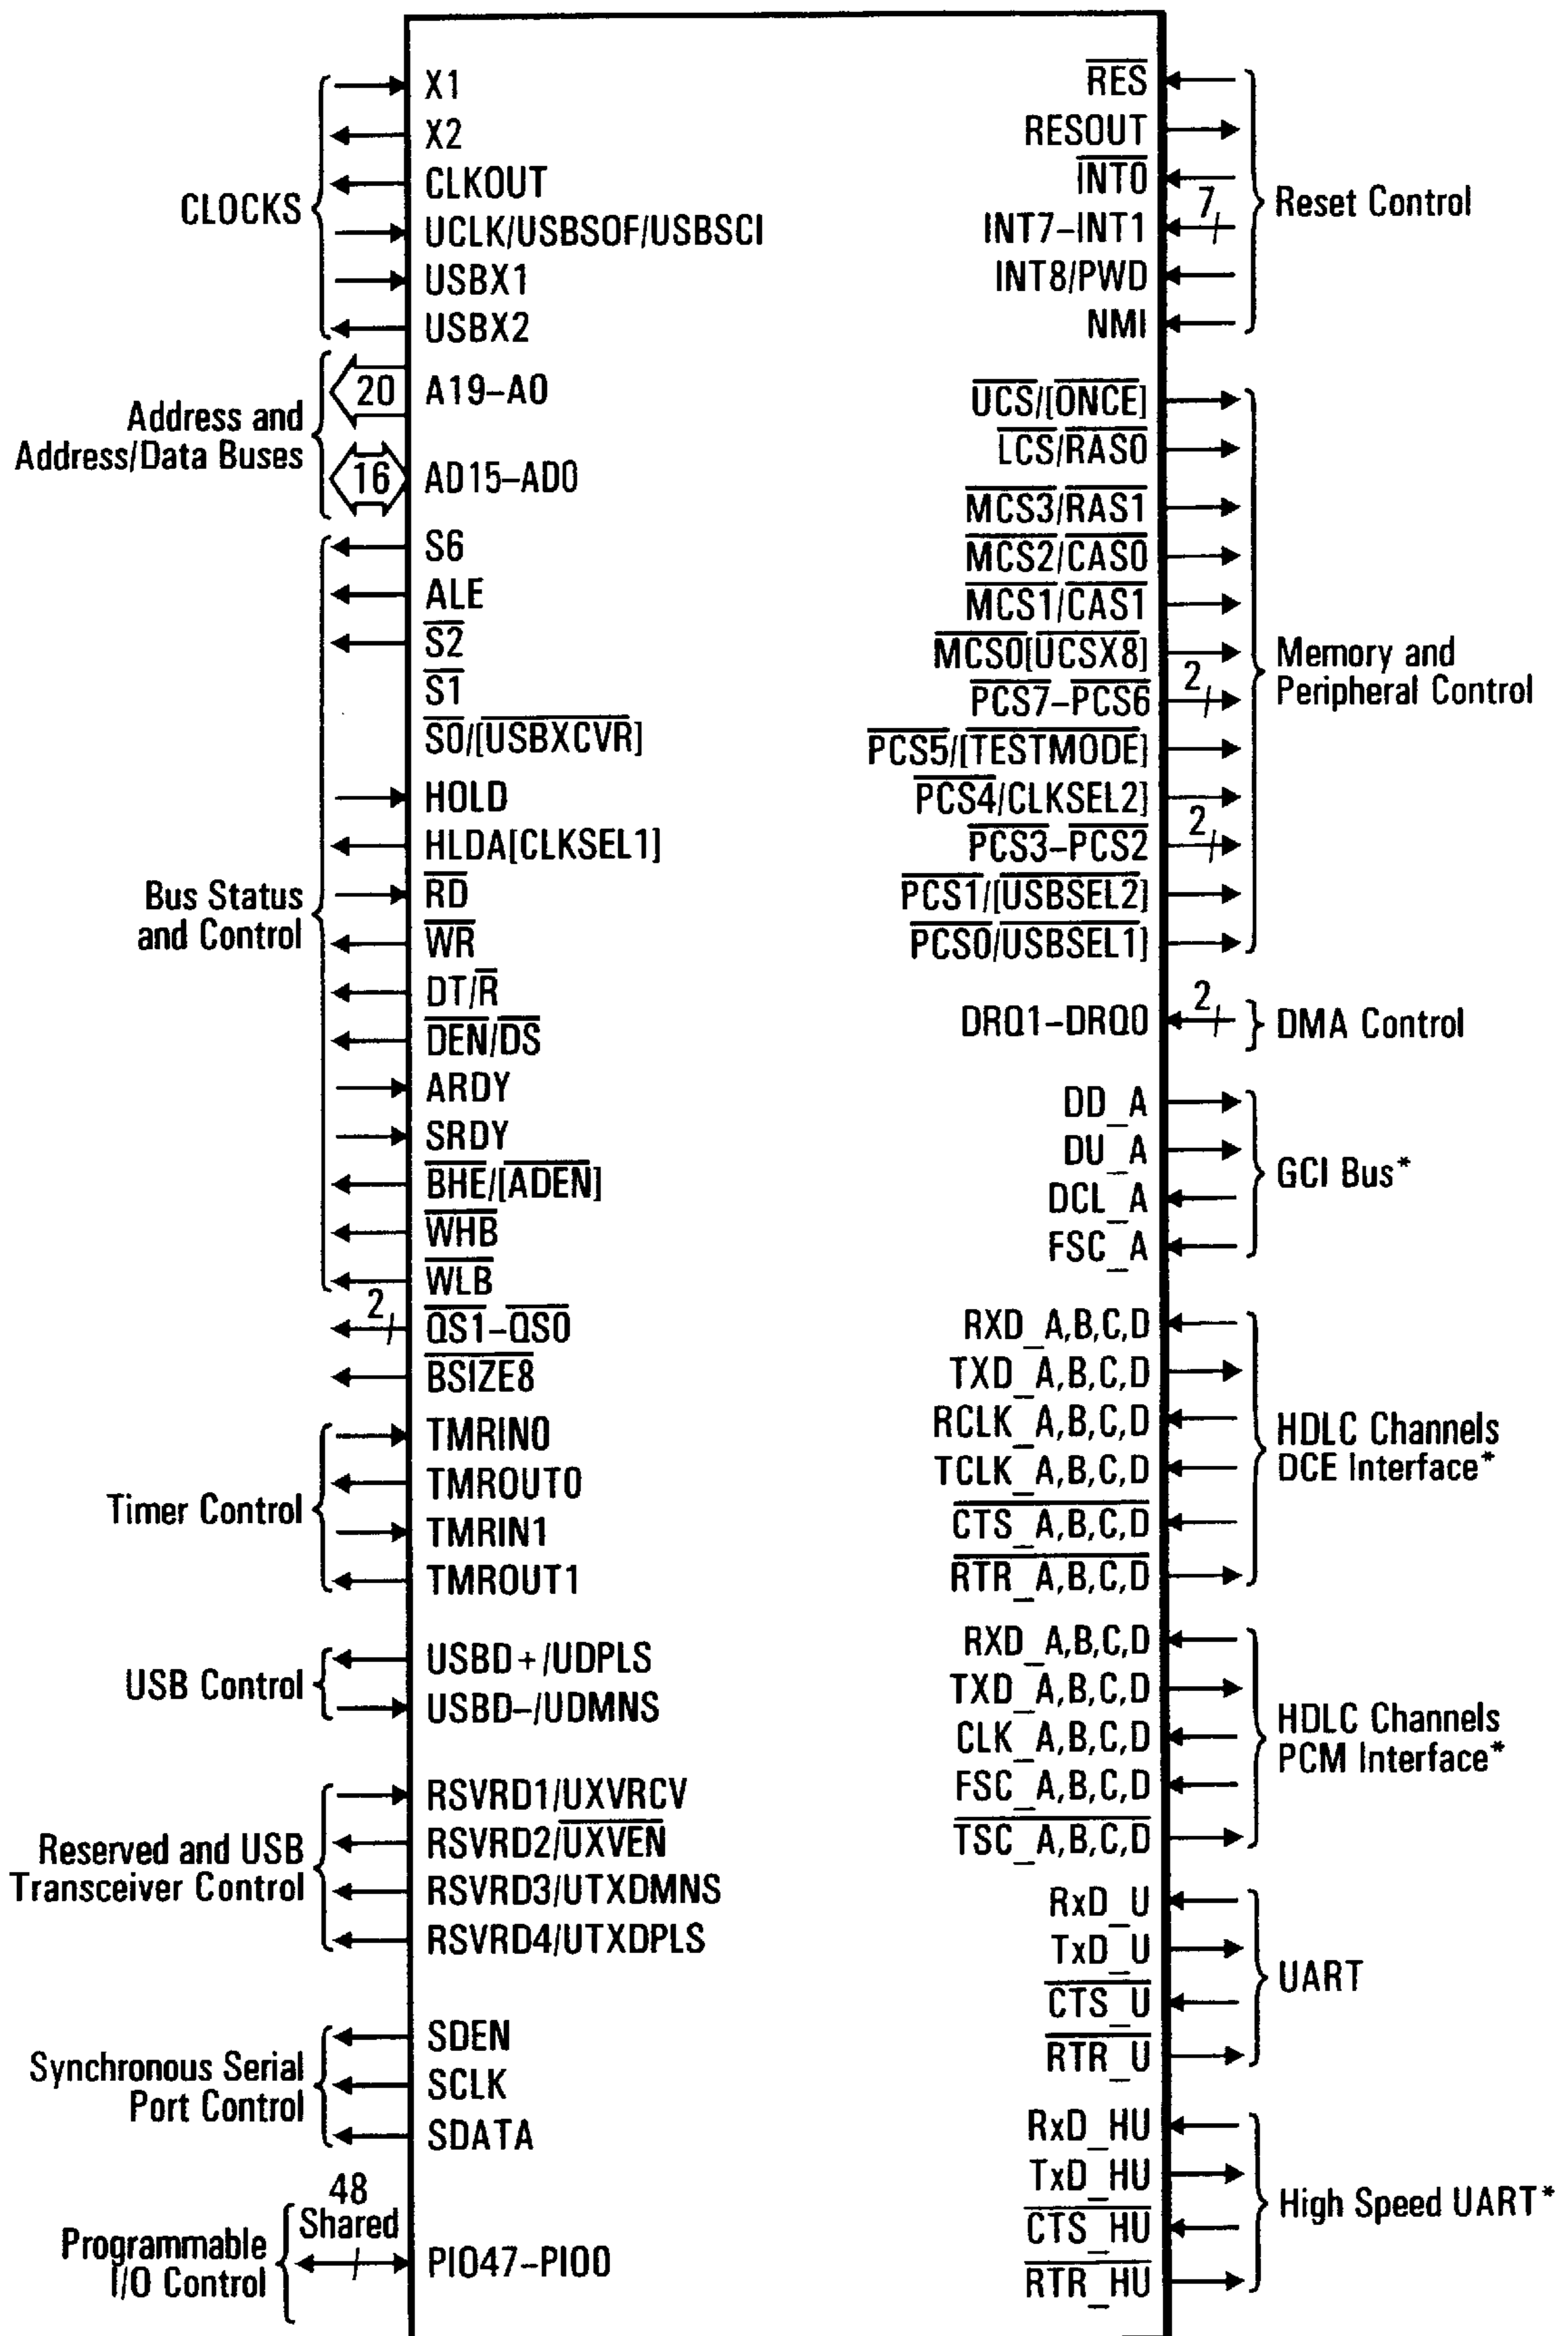 CLOCKS
X1
X2
CLKOUT
UCLK/USBSOF/USBSCI
USBX1
USBX2
Address and
Address/Data Buses
20
A19–A0
16
AD15–AD0
Bus Status
and Control
S6
ALE
S2
S1
S0/[USBXCVR]
HOLD
HLDA[CLKSEL1]
RD
WR
DT/R
DEN/DS
ARDY
SRDY
BHE/[ADEN]
WHB
WLB
2
QS1–QS0
BSIZE8
Timer Control
TMRIN0
TMROUT0
TMRIN1
TMROUT1
USB Control
USBD+/UDPLS
USBD–/UDMNS
Reserved and USB
Transceiver Control
RSVRD1/UXVRCV
RSVRD2/UXVEN
RSVRD3/UTXDMNS
RSVRD4/UTXDPLS
Synchronous Serial
Port Control
SDEN
SCLK
SDATA
Programmable
I/O Control
48
Shared
PIO47–PIO0
RES
RESOUT
INT0
7
INT7–INT1
INT8/PWD
NMI
Reset Control
UCS/[ONCE]
LCS/RAS0
MCS3/RAS1
MCS2/CAS0
MCS1/CAS1
MCS0[UCSX8]
2
PCS7–PCS6
PCS5/[TESTMODE]
PCS4/CLKSEL2]
2
PCS3–PCS2
PCS1/[USBSEL2]
PCS0/USBSEL1]
Memory and
Peripheral Control
2
DRQ1–DRQ0
DMA Control
DD_A
DU_A
DCL_A
FSC_A
GCI Bus*
RXD_A,B,C,D
TXD_A,B,C,D
RCLK_A,B,C,D
TCLK_A,B,C,D
CTS_A,B,C,D
RTR_A,B,C,D
HDLC Channels
DCE Interface*
RXD_A,B,C,D
TXD_A,B,C,D
CLK_A,B,C,D
FSC_A,B,C,D
TSC_A,B,C,D
HDLC Channels
PCM Interface*
RxD_U
TxD_U
CTS_U
RTR_U
UART
RxD_HU
TxD_HU
CTS_HU
RTR_HU
High Speed UART*